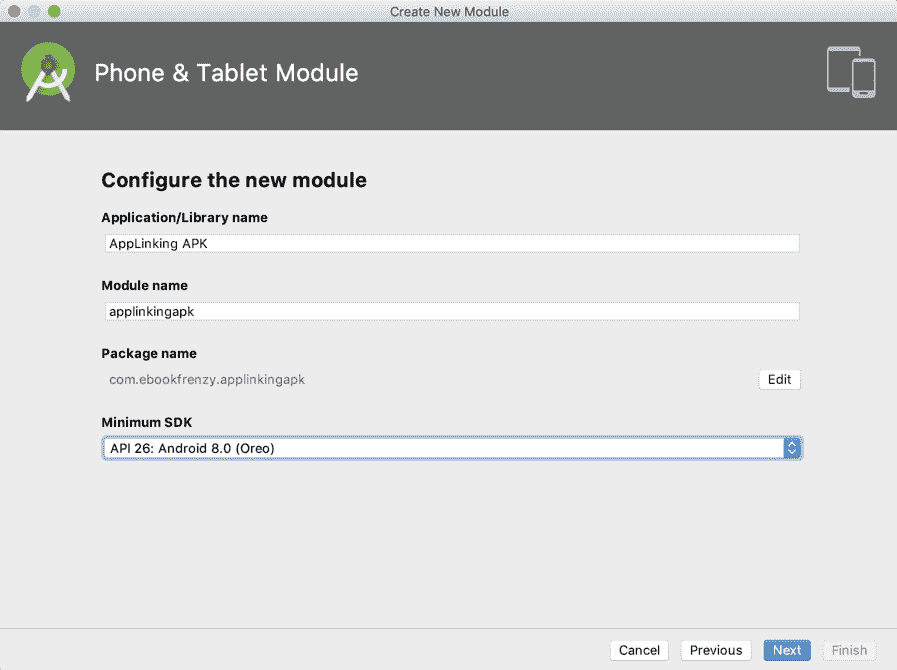 Create New Module
Phone & Tablet Module
Configure the new module
Application/Library name
AppLinking APK
Module name
applinkingapk
Package name
com.ebookfrenzy.applinkingapk
Edit
Minimum SDK
API 26: Android 8.0 (Oreo)
Cancel
Previous
Next
Finish